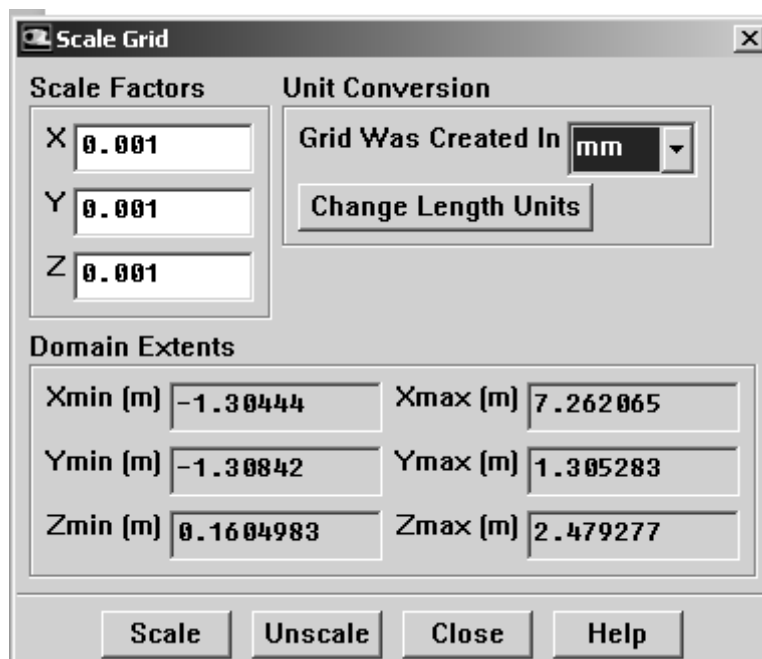 Scale Grid
Scale Factors
X 0.001
Y 0.001
Z 0.001
Unit Conversion
Grid Was Created In mm
Change Length Units
Domain Extents
Xmin (m) -1.30444 Xmax (m) 7.262065
Ymin (m) -1.30842 Ymax (m) 1.305283
Zmin (m) 0.1604983 Zmax (m) 2.479277
Scale Unscale Close Help